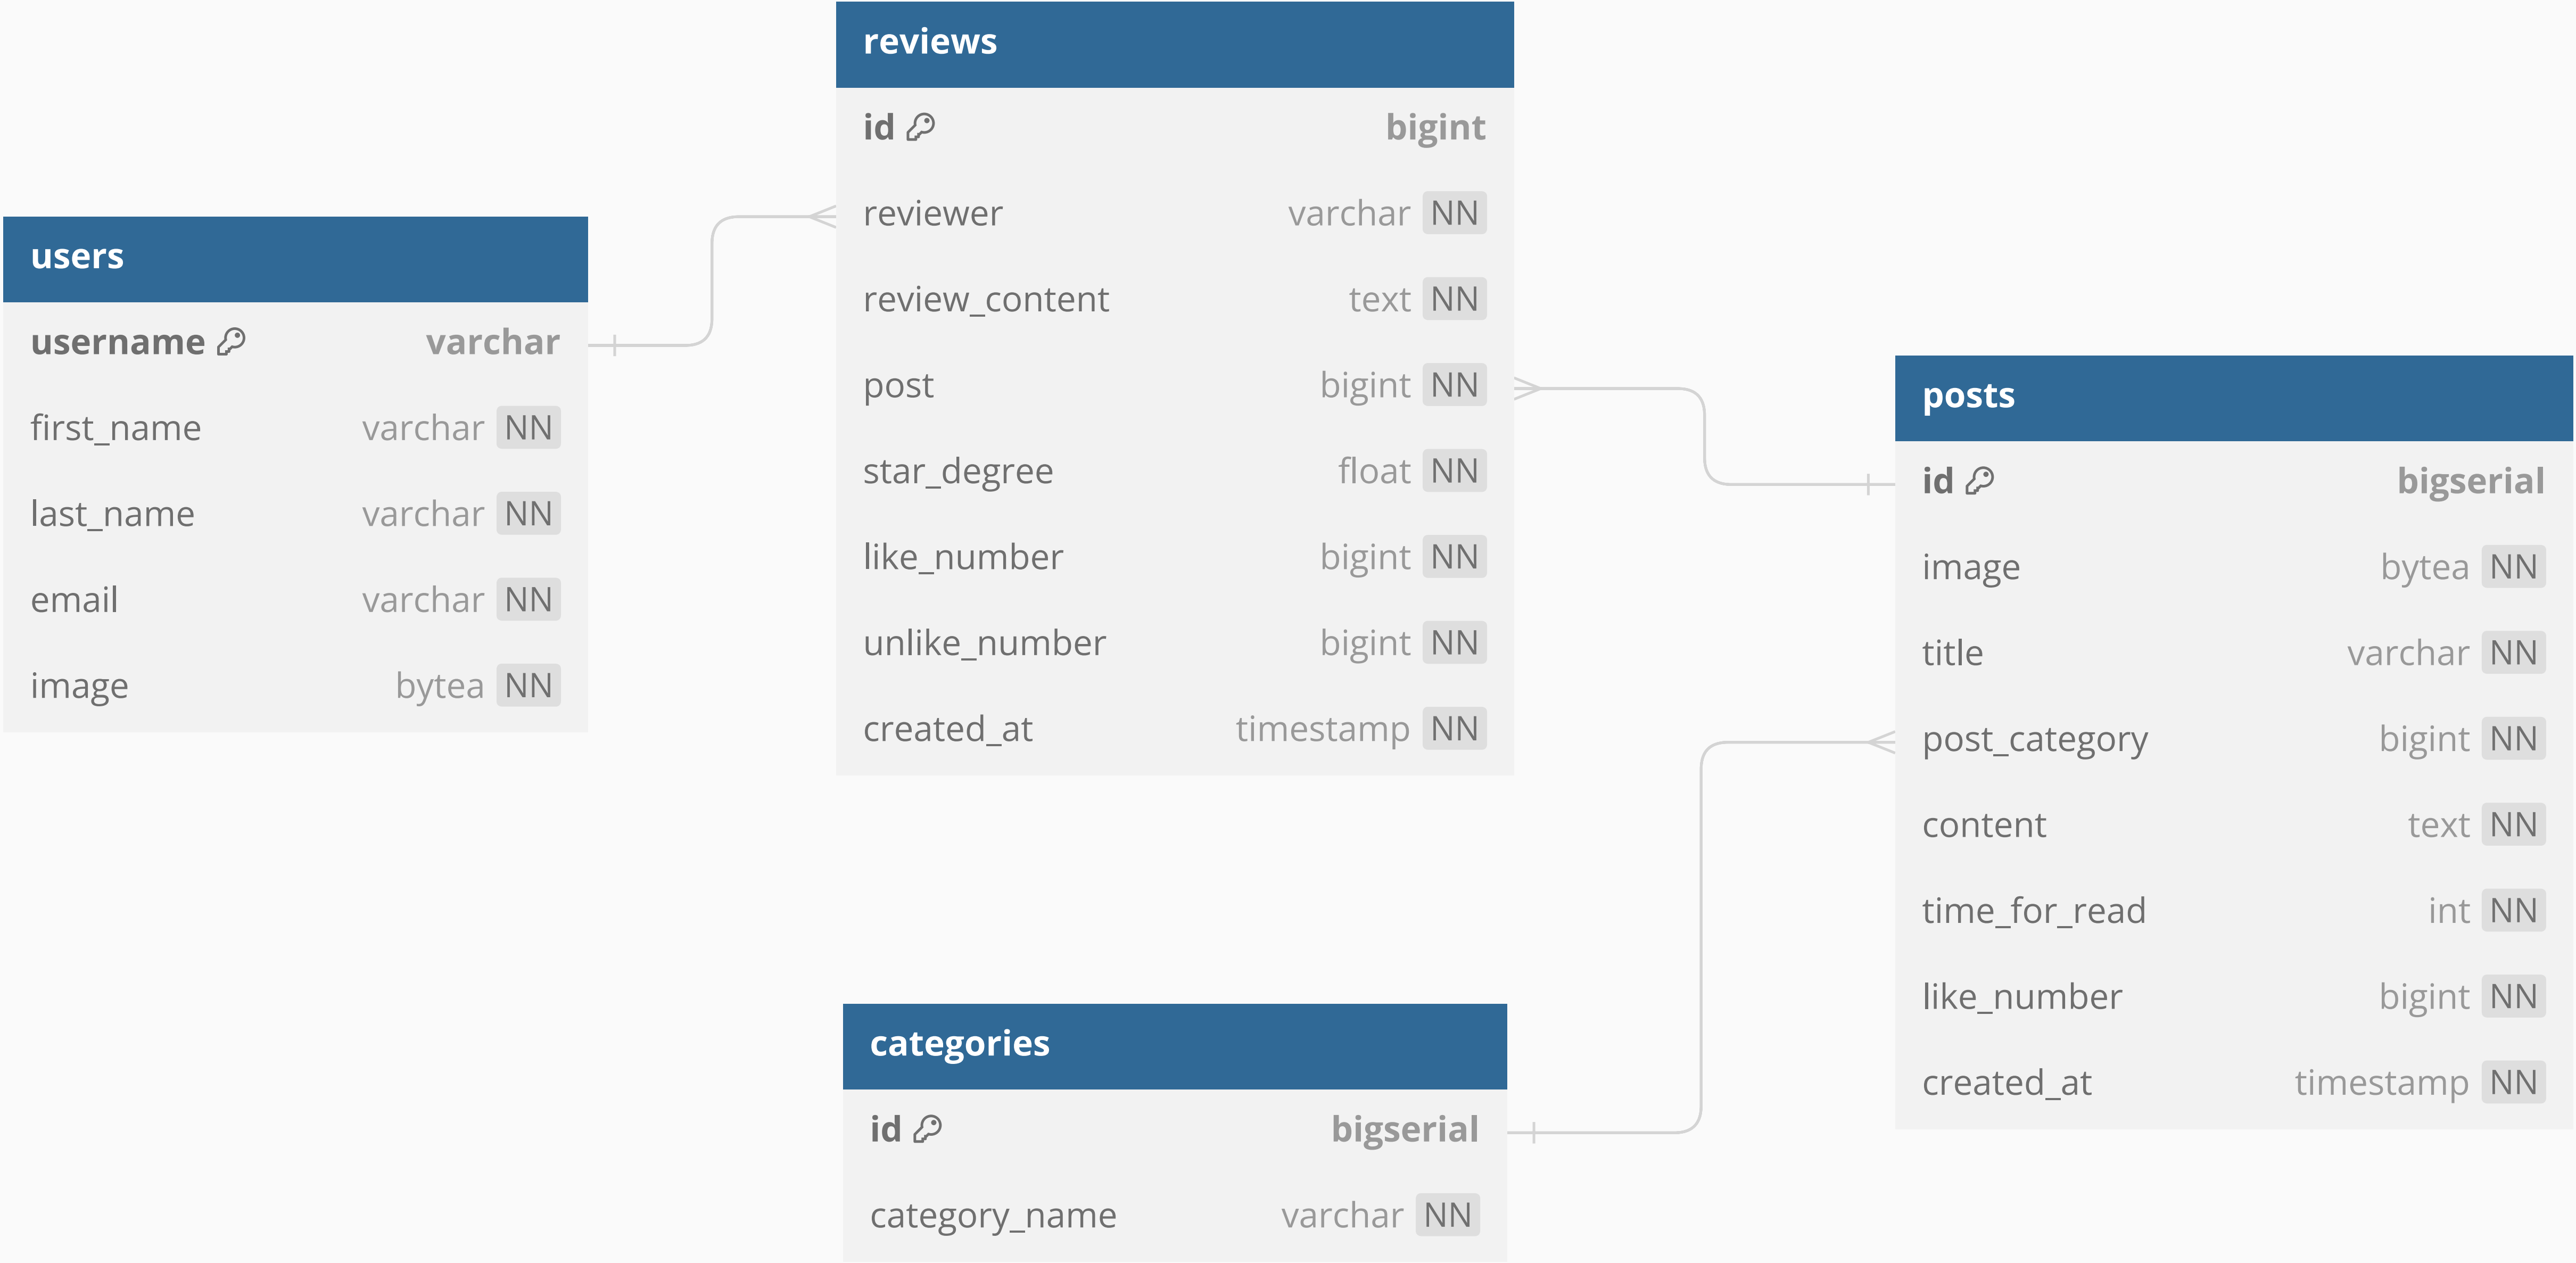 users
username varchar
first_name varchar NN
last_name varchar NN
email varchar NN
image bytea NN
reviews
id bigint
reviewer varchar NN
review_content text NN
post bigint NN
star_degree float NN
like_number bigint NN
unlike_number bigint NN
created_at timestamp NN
categories
id bigserial
category_name varchar NN
posts
id bigserial
image bytea NN
title varchar NN
post_category bigint NN
content text NN
time_for_read int NN
like_number bigint NN
created_at timestamp NN